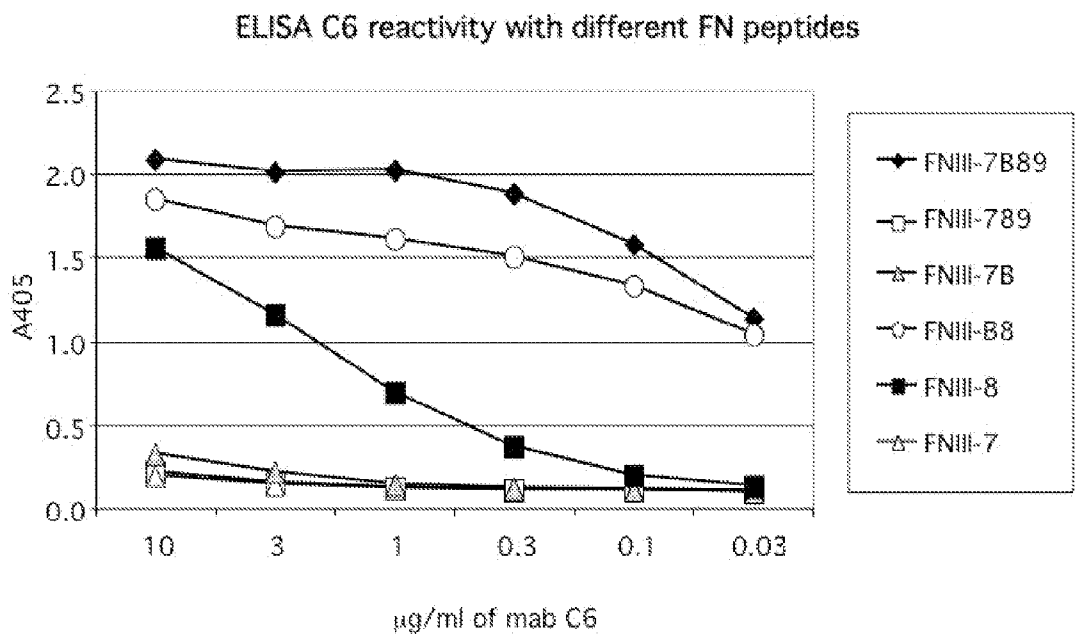 ELISA C6 reactivity with different FN peptides
2.5
2.0
1.5
1.0
0.5
0.0
A405
10 3 1 0.3 0.1 0.03
µg/ml of mab C6
FNIII-7B89
FNIII-789
FNIII-7B
FNIII-B8
FNIII-8
FNIII-7